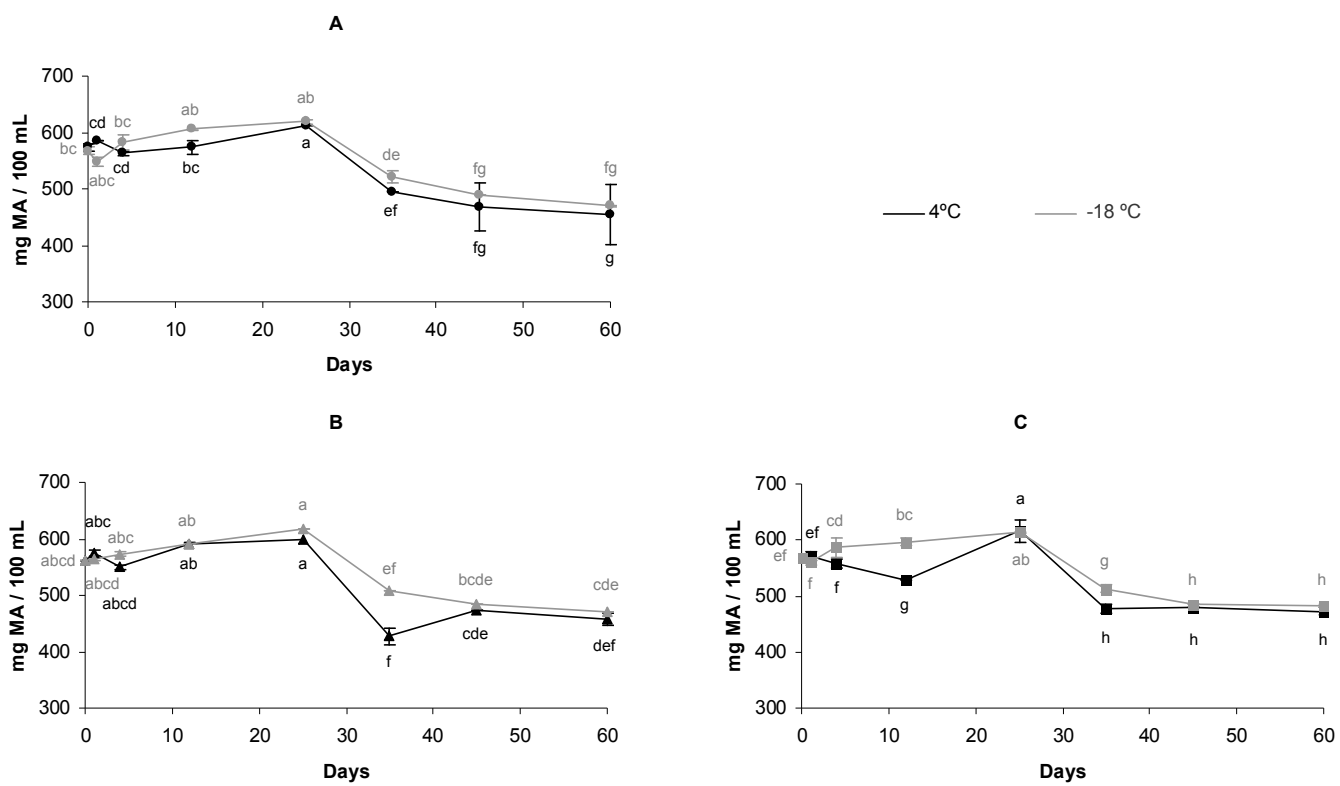 A
mg MA / 100 mL
700
600
500
400
300
0 10 20 30 40 50 60
Days
bc
cd
abc
bc
cd
ab
bc
ab
a
de
ef
fg
fg
fg
g
4ºC
-18 ºC
B
mg MA / 100 mL
700
600
500
400
300
0 10 20 30 40 50 60
Days
abcd
abc
abcd
abc
abcd
ab
ab
a
a
ef
f
bcde
cde
cde
def
C
mg MA / 100 mL
700
600
500
400
300
0 10 20 30 40 50 60
Days
ef
ef
f
cd
f
bc
g
a
ab
g
h
h
h
h
h